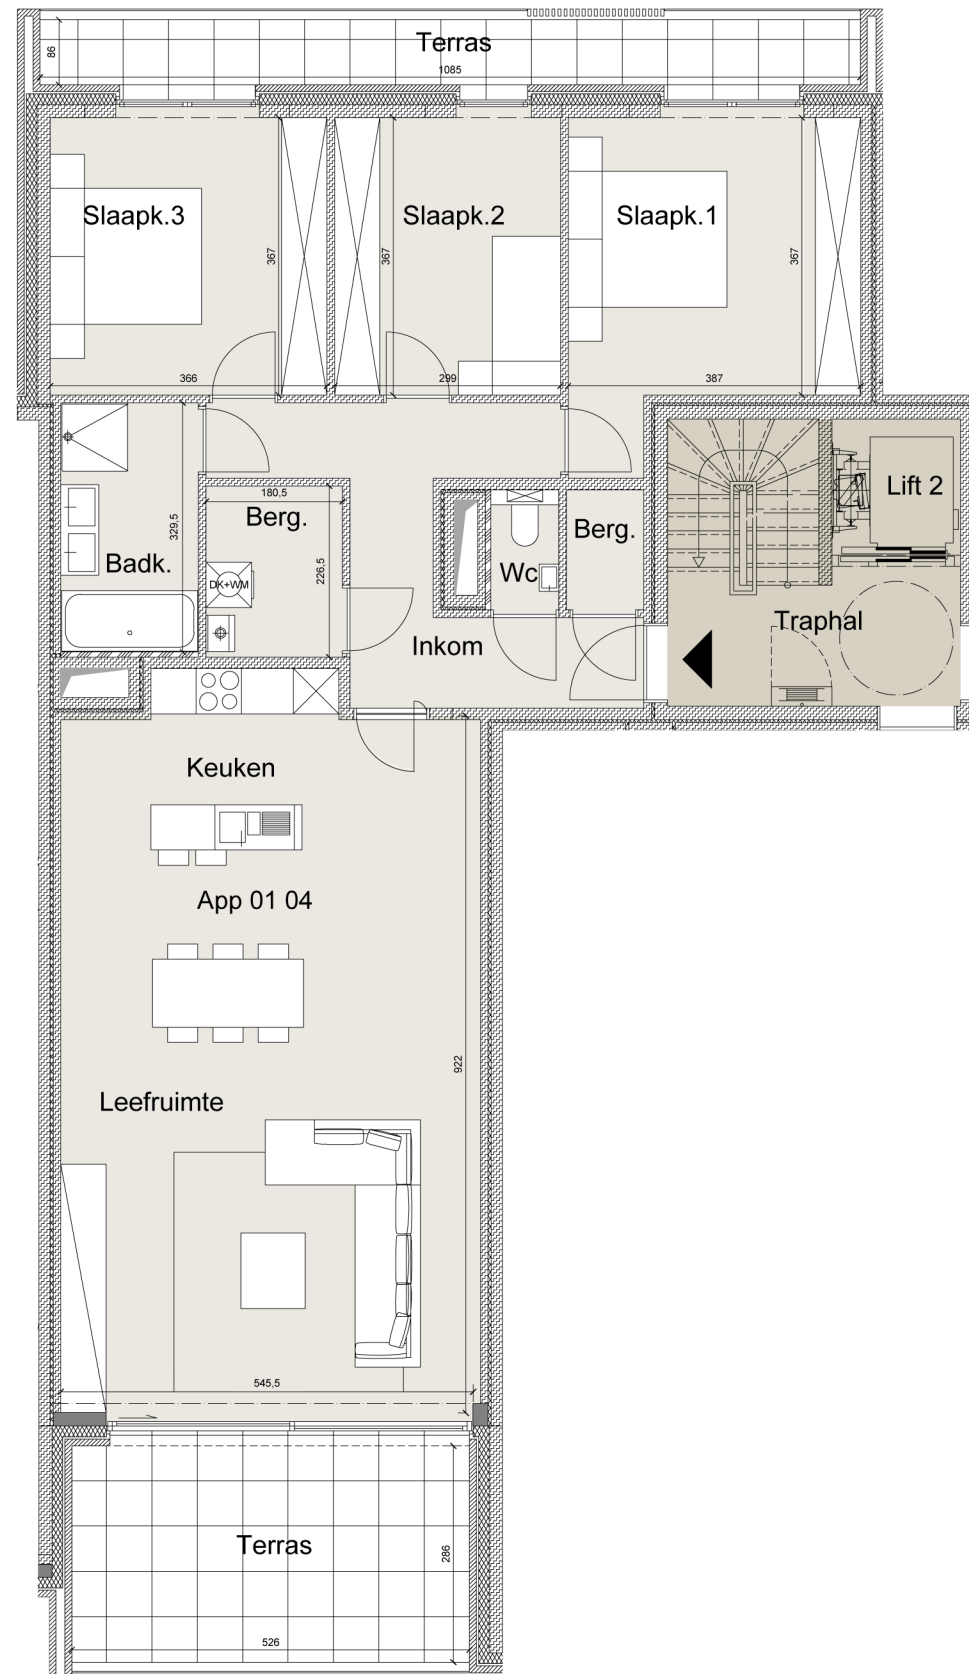 Terras
86
1085
Slaapk.3
Slaapk.2
Slaapk.1
367
367
367
366
299
387
180,5
Berg.
329,5
Badk.
226,5
DK+WM
Wc
Berg.
Lift 2
Traphal
Inkom
Keuken
App 01 04
922
Leefruimte
545,5
Terras
286
526